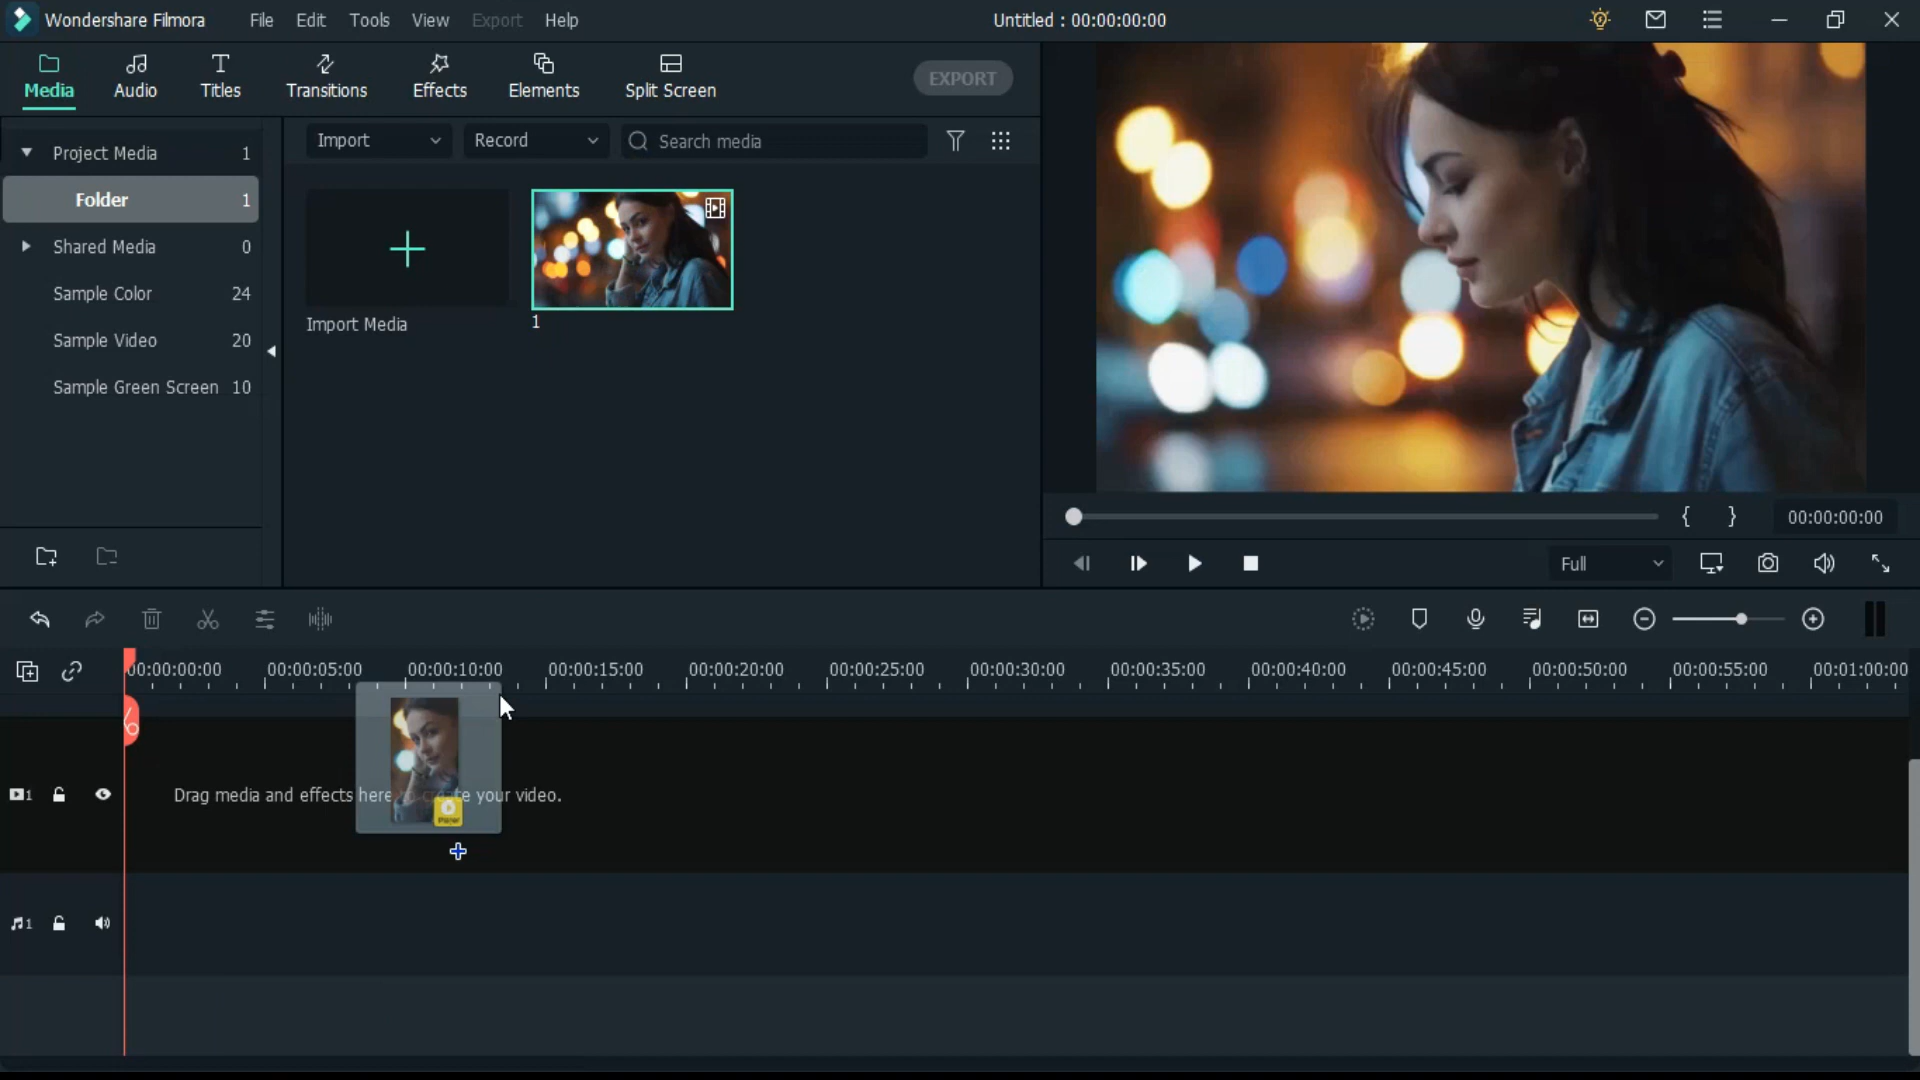 Wondershare Filmora File Edit Tools View Export Help Untitled : 00:00:00:00
Media Audio Titles Transitions Effects Elements Split Screen EXPORT
Import Record Search media
Project Media 1
Folder 1
Shared Media 0
Sample Color 24
Sample Video 20
Sample Green Screen 10
Import Media 1
{ } 00:00:00:00
Full
00:00:00:00 00:00:05:00 00:00:10:00 00:00:15:00 00:00:20:00 00:00:25:00 00:00:30:00 00:00:35:00 00:00:40:00 00:00:45:00 00:00:50:00 00:00:55:00 00:01:00:00
1 Drag media and effects here to create your video.
1